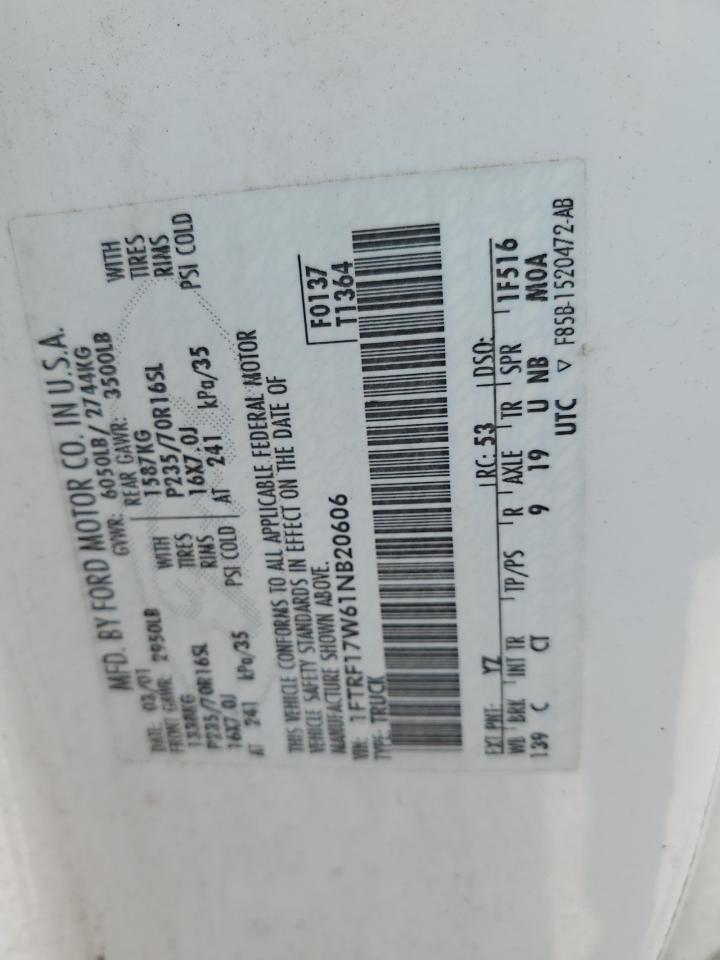 MFD. BY FORD MOTOR CO. IN U.S.A.
DATE: 03/01 GVWR: 6050LB/ 2744KG
FRONT GAWR: 2950LB REAR GAWR: 3500LB
1338KG WITH 1587KG WITH
P235/70R16SL TIRES P235/70R16SL TIRES
16X7.0J RIMS 16X7.0J RIMS
AT 241 kPa/35 PSI COLD AT 241 kPa/35 PSI COLD
THIS VEHICLE CONFORMS TO ALL APPLICABLE FEDERAL MOTOR
VEHICLE SAFETY STANDARDS IN EFFECT ON THE DATE OF
MANUFACTURE SHOWN ABOVE.
VIN: 1FTRF17W61NB20606 F0137
TYPE: TRUCK T1364
EXT PNT: YZ RC: 53 DSO:
WB BRK INT TR TP/PS R AXLE TR SPR 1F516
139 C CT 9 19 U NB M0A
UTC ▽ F85B-1520472-AB